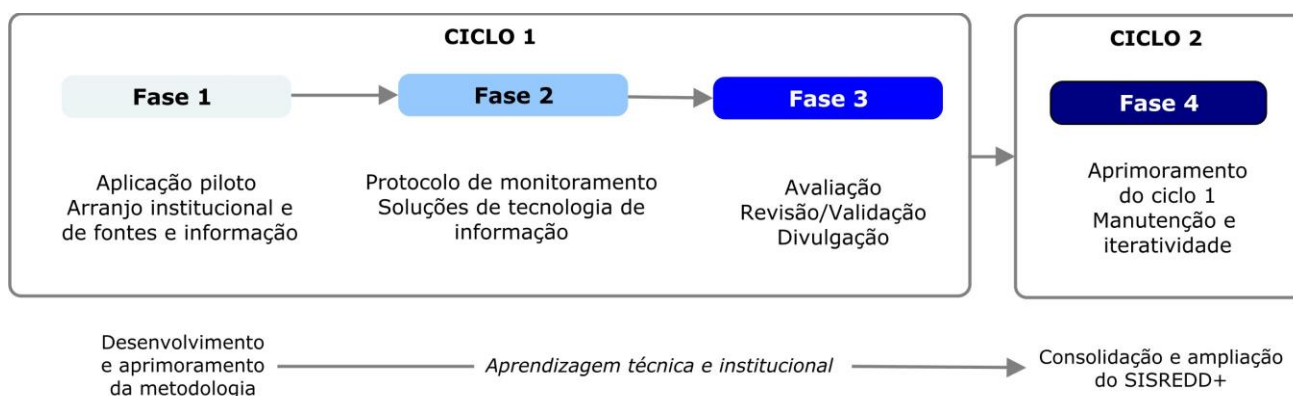 CICLO 1
Fase 1
Fase 2
Fase 3
Aplicação piloto
Arranjo institucional e
de fontes e informação
Protocolo de monitoramento
Soluções de tecnologia de
informação
Avaliação
Revisão/Validação
Divulgação
CICLO 2
Fase 4
Aprimoramento
do ciclo 1
Manutenção e
iteratividade
Desenvolvimento
e aprimoramento
da metodologia
Aprendizagem técnica e institucional
Consolidação e ampliação
do SISREDD+